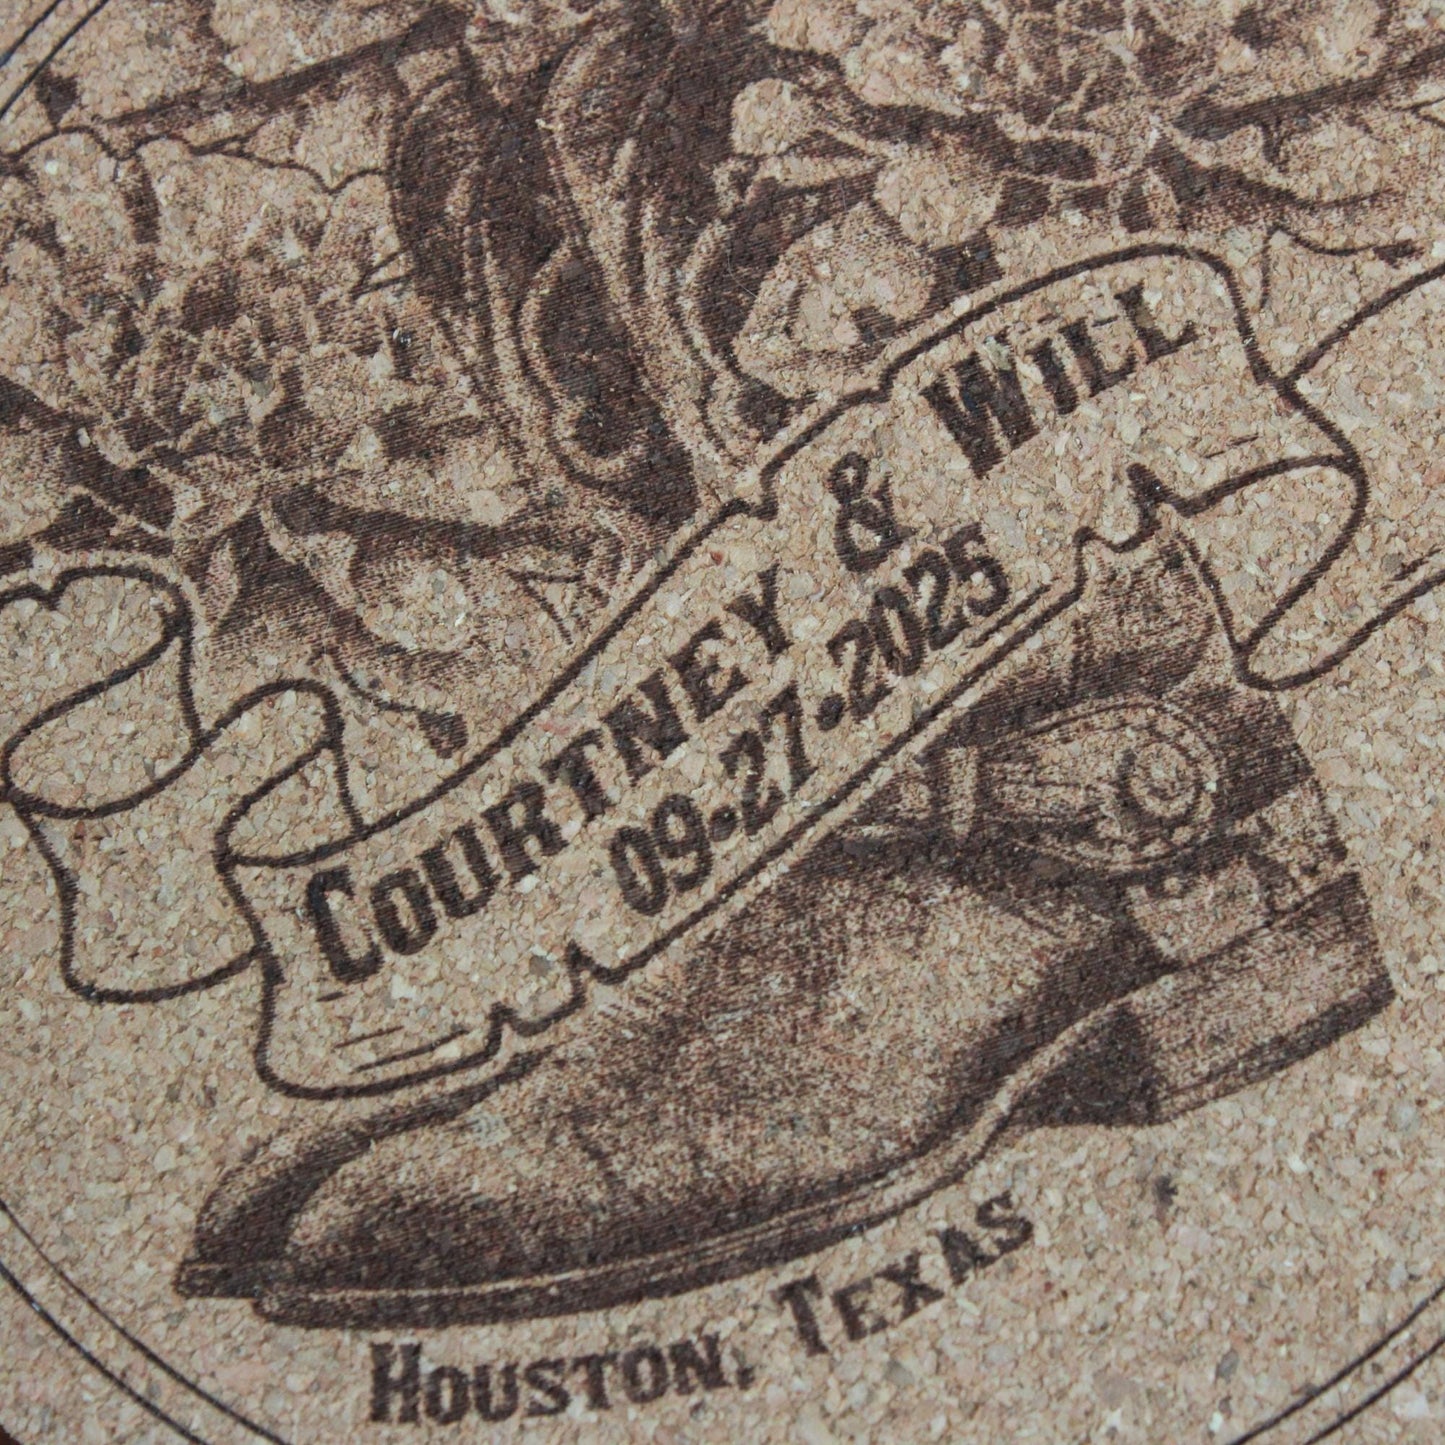 COURTNEY & WILL
09-27-2025
HOUSTON, TEXAS